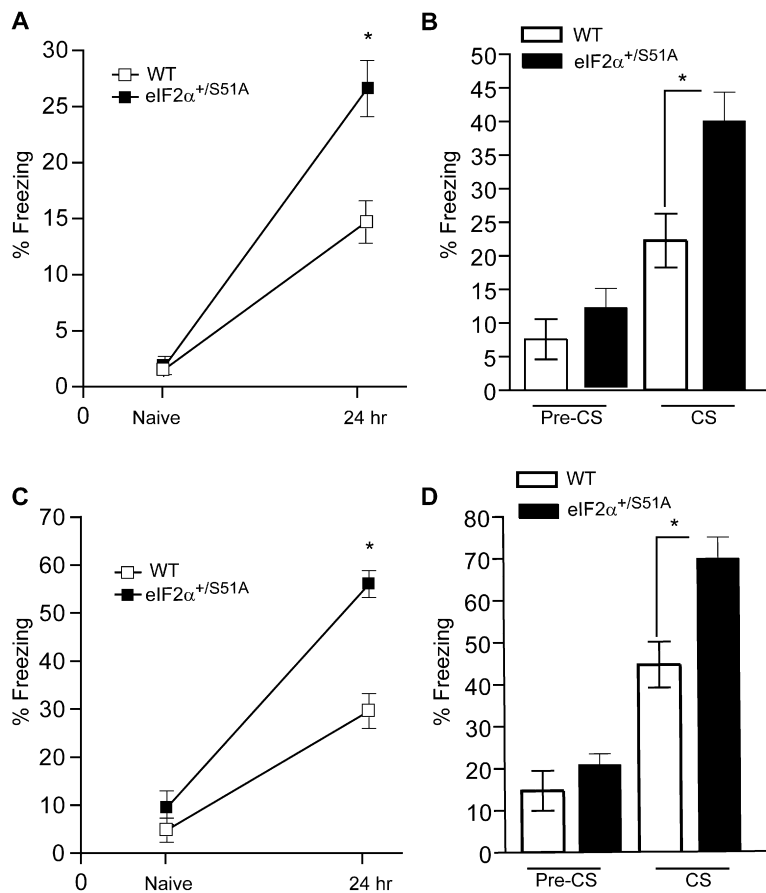 A
30
25
20
15
10
5
0
% Freezing
WT
eIF2α+/S51A
*
0
Naive
24 hr
B
WT
eIF2α+/S51A
50
45
40
35
30
25
20
15
10
5
0
% Freezing
*
Pre-CS
CS
C
70
60
50
40
30
20
10
0
% Freezing
WT
eIF2α+/S51A
*
0
Naive
24 hr
D
WT
eIF2α+/S51A
80
70
60
50
40
30
20
10
0
% Freezing
*
Pre-CS
CS